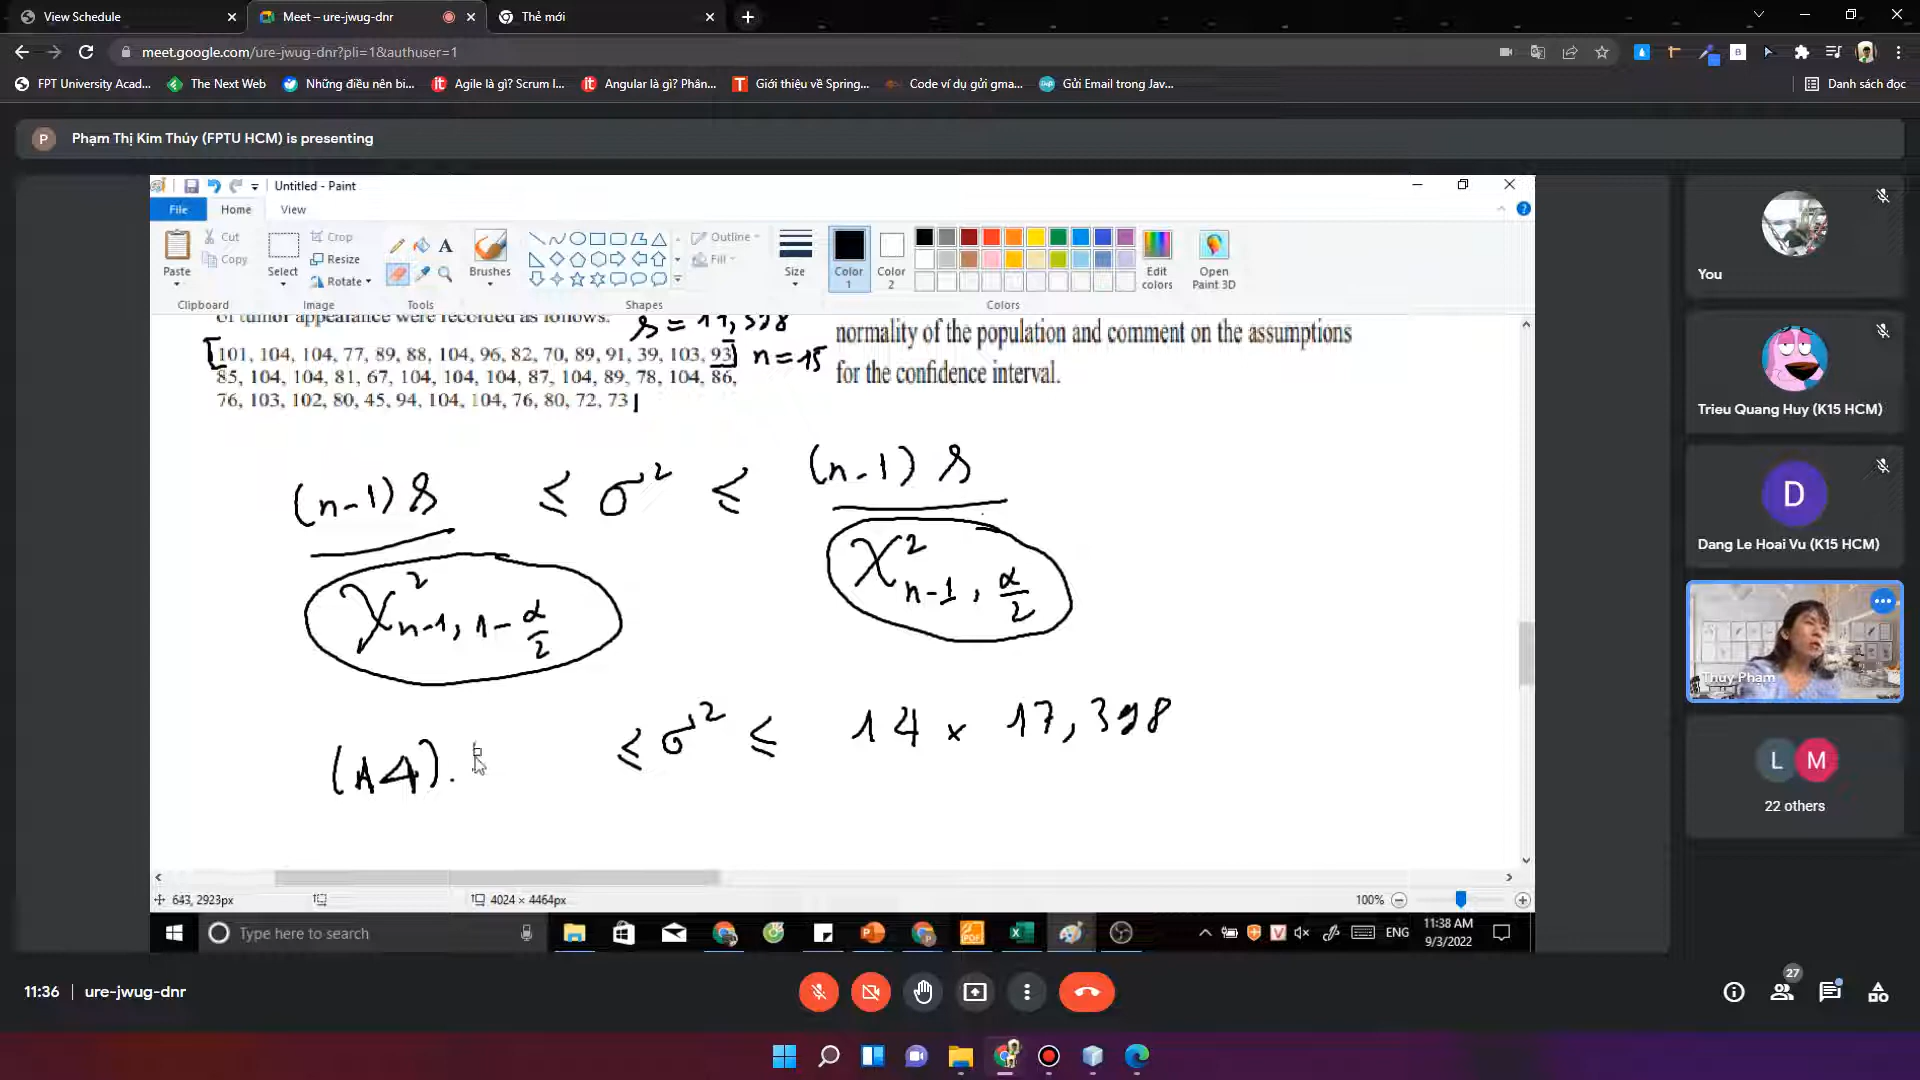 View Schedule
Meet – ure-jwug-dnr
Thẻ mới
meet.google.com/ure-jwug-dnr?pli=1&authuser=1
FPT University Acad...
The Next Web
Những điều nên bi...
Agile là gì? Scrum l...
Angular là gì? Phân...
Giới thiệu về Spring...
Code ví dụ gửi gma...
Gửi Email trong Jav...
Danh sách đọc
P
Phạm Thị Kim Thúy (FPTU HCM) is presenting
Untitled - Paint
File
Home
View
Paste
Cut
Copy
Clipboard
Select
Crop
Resize
Rotate
Image
A
Tools
Brushes
Shapes
Outline
Fill
Size
Color 1
Color 2
Edit colors
Open Paint 3D
Colors
of tumor appearance were recorded as follows:
101, 104, 104, 77, 89, 88, 104, 96, 82, 70, 89, 91, 39, 103, 93
n = 15
85, 104, 104, 81, 67, 104, 104, 104, 87, 104, 89, 78, 104, 86,
76, 103, 102, 80, 45, 94, 104, 104, 76, 80, 72, 73
normality of the population and comment on the assumptions
for the confidence interval.
(n-1) s ≤ σ² ≤ (n-1) s
χ² n-1, 1-α/2
χ² n-1, α/2
≤ σ² ≤ 14 × 17,398
(14).
643, 2923px
4024 × 4464px
100%
Type here to search
ENG
11:38 AM
9/3/2022
You
Trieu Quang Huy (K15 HCM)
D
Dang Le Hoai Vu (K15 HCM)
Thuy Pham
L
M
22 others
11:36 | ure-jwug-dnr
27